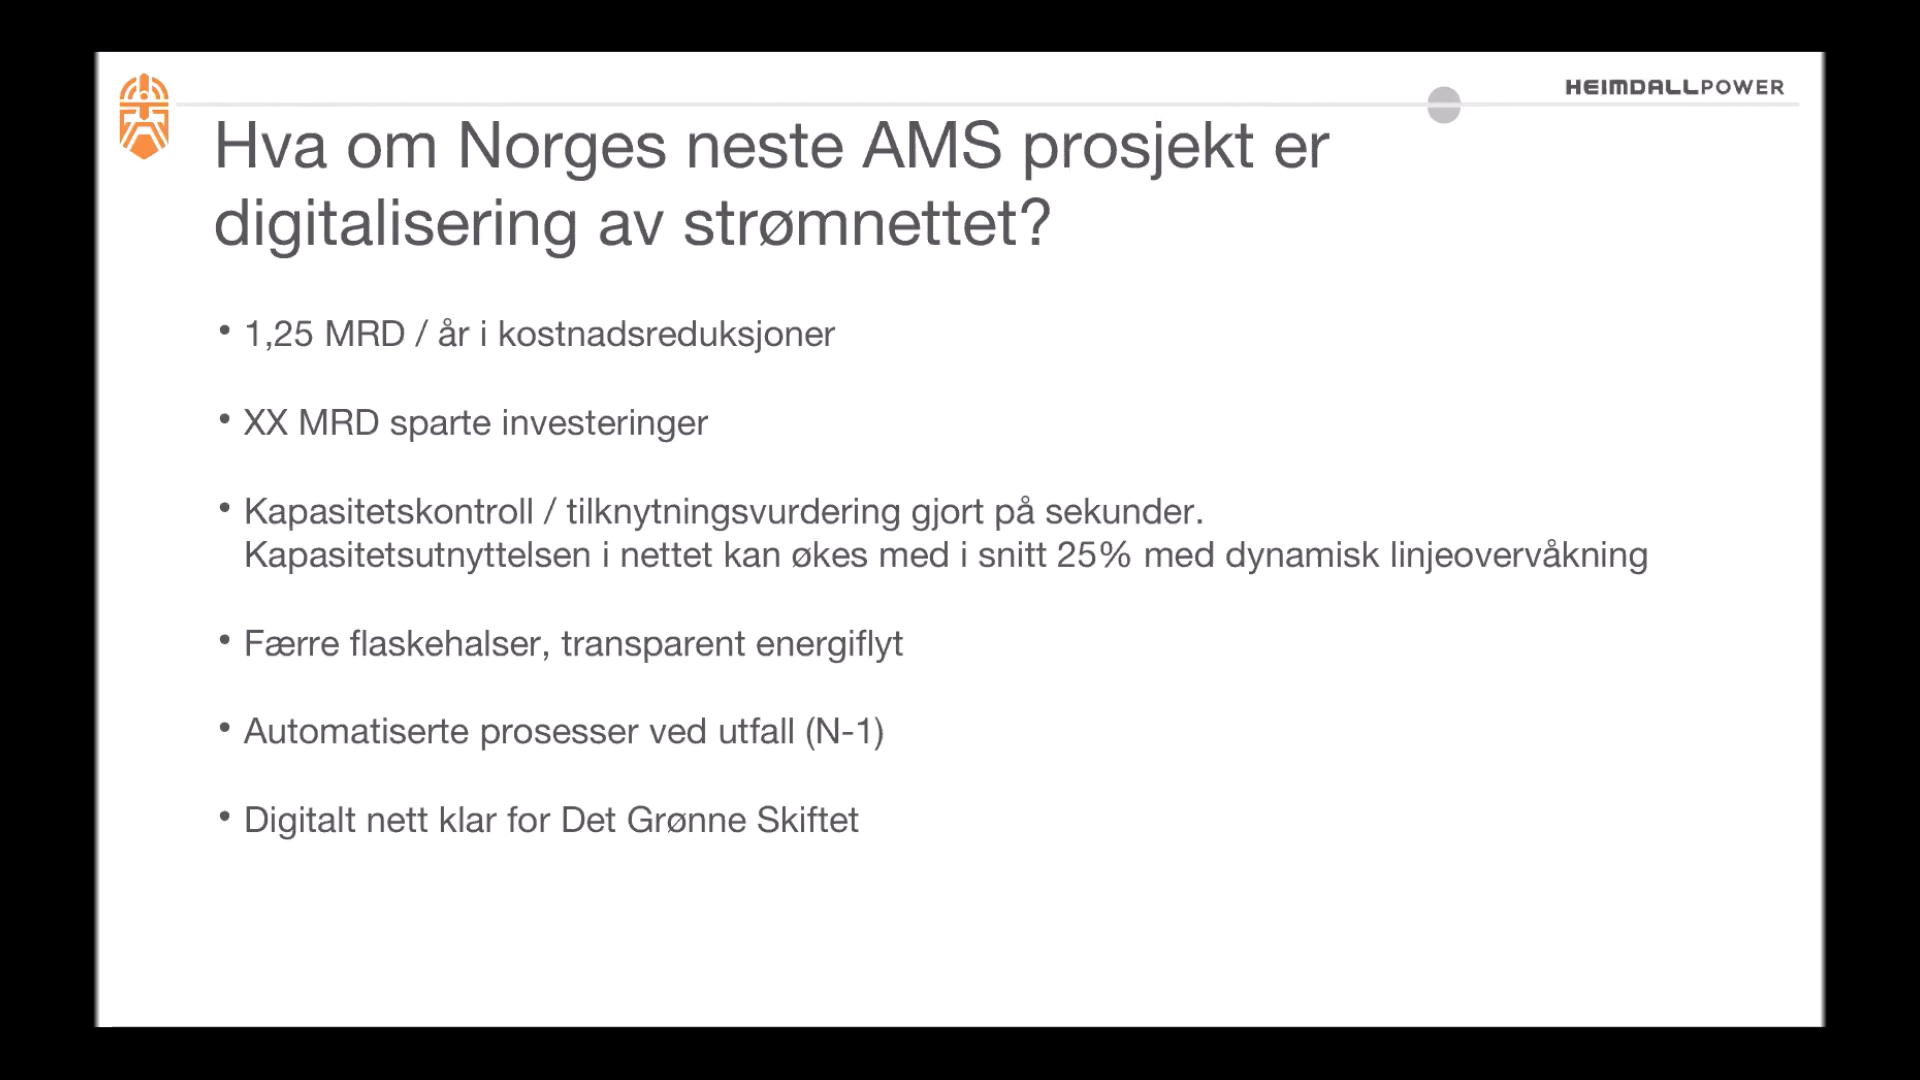 HEIMDALLPOWER
Hva om Norges neste AMS prosjekt er
digitalisering av strømnettet?
• 1,25 MRD / år i kostnadsreduksjoner
• XX MRD sparte investeringer
• Kapasitetskontroll / tilknytningsvurdering gjort på sekunder.
Kapasitetsutnyttelsen i nettet kan økes med i snitt 25% med dynamisk linjeovervåkning
• Færre flaskehalser, transparent energiflyt
• Automatiserte prosesser ved utfall (N-1)
• Digitalt nett klar for Det Grønne Skiftet